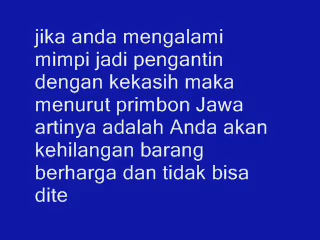 jika anda mengalami
mimpi jadi pengantin
dengan kekasih maka
menurut primbon Jawa
artinya adalah Anda akan
kehilangan barang
berharga dan tidak bisa
dite